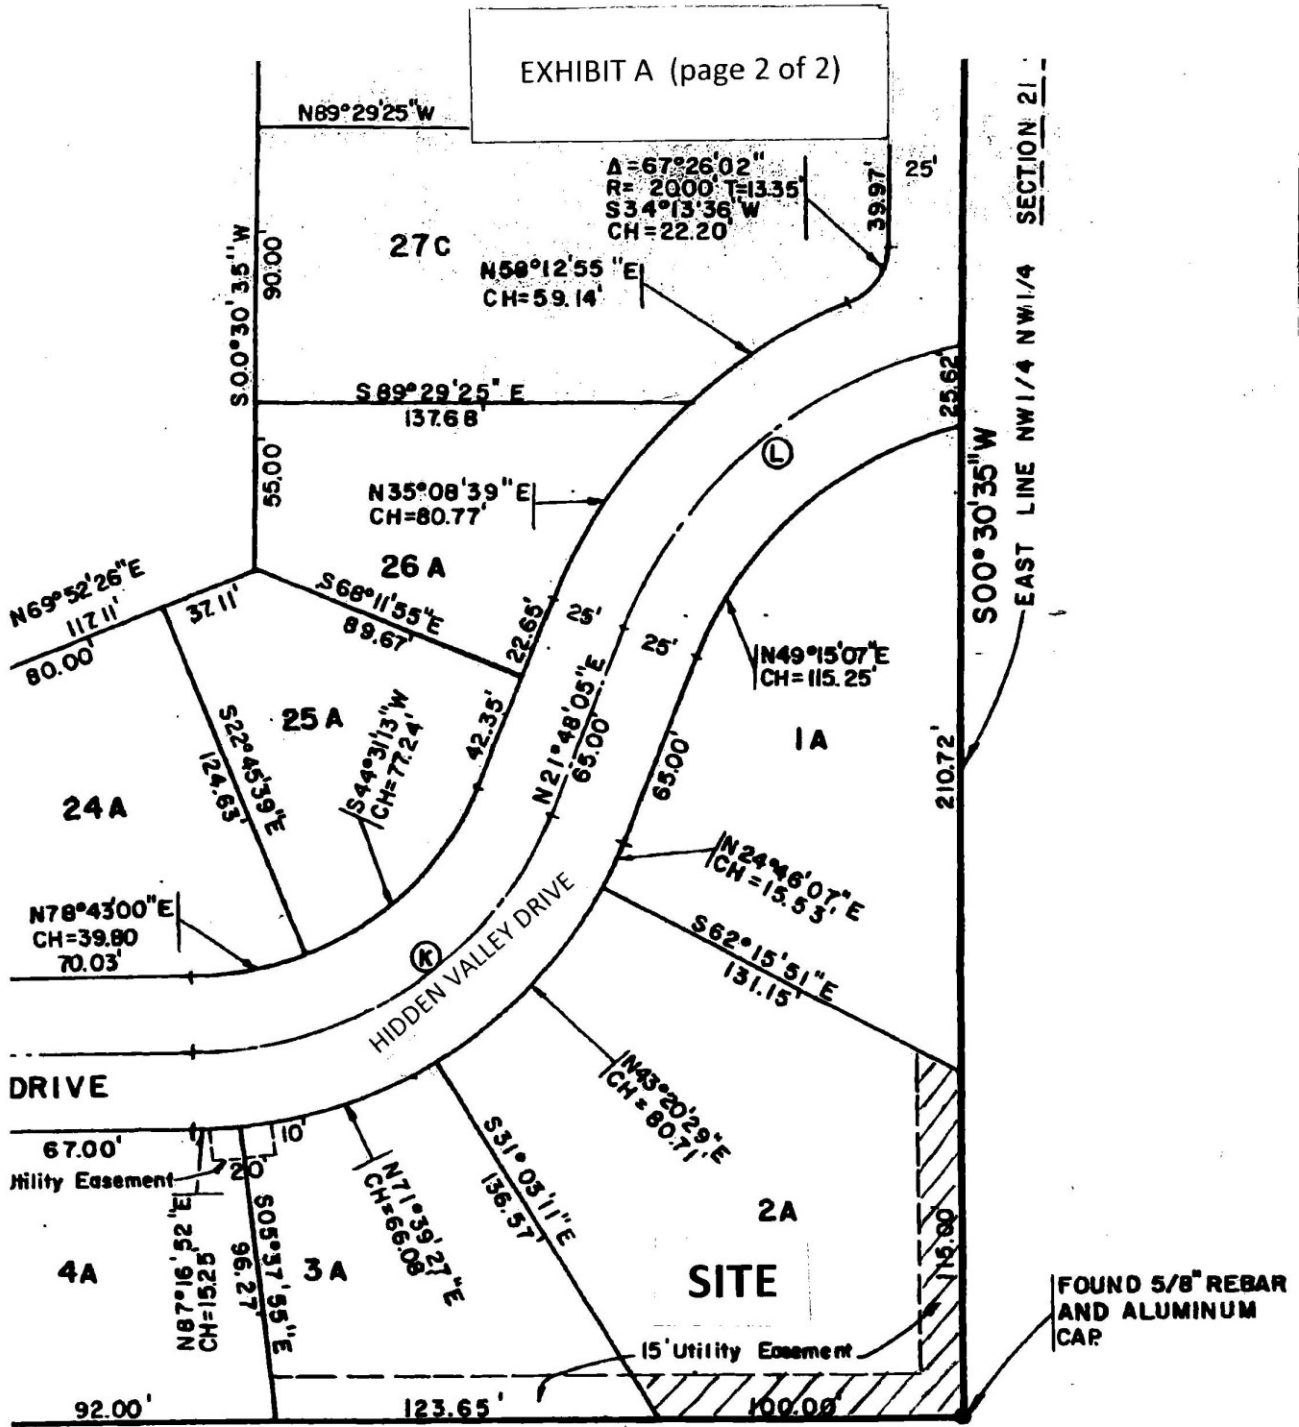 EXHIBIT A (page 2 of 2)
N89°29'25"W
Δ = 67°26'02"
R= 20.00' T=13.35'
S34°13'36"W
CH=22.20'
39.97'
25'
SECTION 21
27C
N58°12'55"E
CH=59.14'
S00°30'35"W
90.00
S89°29'25"E
137.68'
25.62'
L
55.00
N35°08'39"E
CH=80.77'
26A
S00°30'35"W
EAST LINE NW1/4 NW1/4
N69°52'26"E
117.11'
37.11'
80.00'
S68°11'55"E
89.67'
22.65'
25'
25'
N49°15'07"E
CH=115.25'
25A
S22°45'39"E
124.63'
S44°31'13"W
CH=77.24'
42.35'
N21°48'05"E
65.00'
65.00'
1A
210.72'
24A
N24°46'07"E
CH=15.53'
N78°43'00"E
CH=39.80
70.03'
K
HIDDEN VALLEY DRIVE
S62°15'51"E
131.15'
DRIVE
67.00'
10'
20'
Utility Easement
N87°16'52"E
CH=15.25'
S05°37'55"E
96.27'
N71°39'27"E
CH=66.08
S31°03'11"E
136.57'
N43°20'29"E
CH=80.71'
2A
SITE
115.00'
4A
3A
15' Utility Easement
FOUND 5/8" REBAR
AND ALUMINUM
CAP.
92.00'
123.65'
100.00'